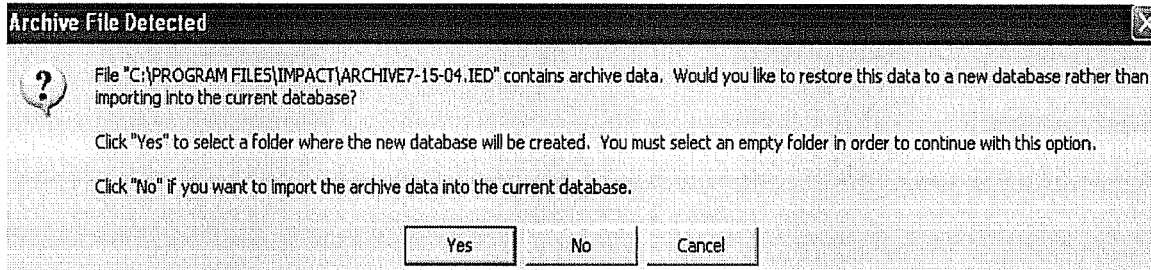 Archive File Detected
File "C:\PROGRAM FILES\IMPACT\ARCHIVE7-15-04.IED" contains archive data. Would you like to restore this data to a new database rather than
importing into the current database?
Click "Yes" to select a folder where the new database will be created. You must select an empty folder in order to continue with this option.
Click "No" if you want to import the archive data into the current database.
Yes No Cancel